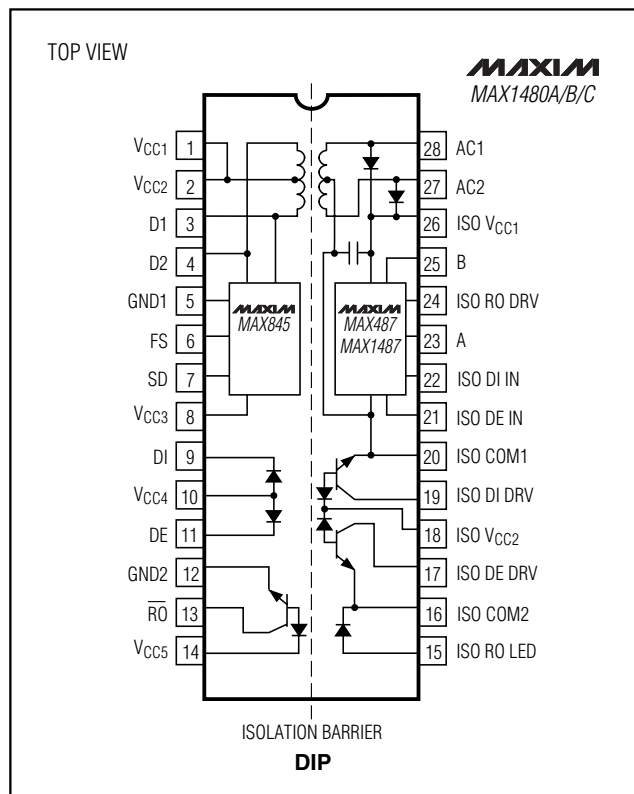 TOP VIEW
MAXIM
MAX1480A/B/C
VCC1 1
VCC2 2
D1 3
D2 4
GND1 5
FS 6
SD 7
VCC3 8
DI 9
VCC4 10
DE 11
GND2 12
RO 13
VCC5 14
MAXIM
MAX845
MAXIM
MAX487
MAX1487
28 AC1
27 AC2
26 ISO VCC1
25 B
24 ISO RO DRV
23 A
22 ISO DI IN
21 ISO DE IN
20 ISO COM1
19 ISO DI DRV
18 ISO VCC2
17 ISO DE DRV
16 ISO COM2
15 ISO RO LED
ISOLATION BARRIER
DIP